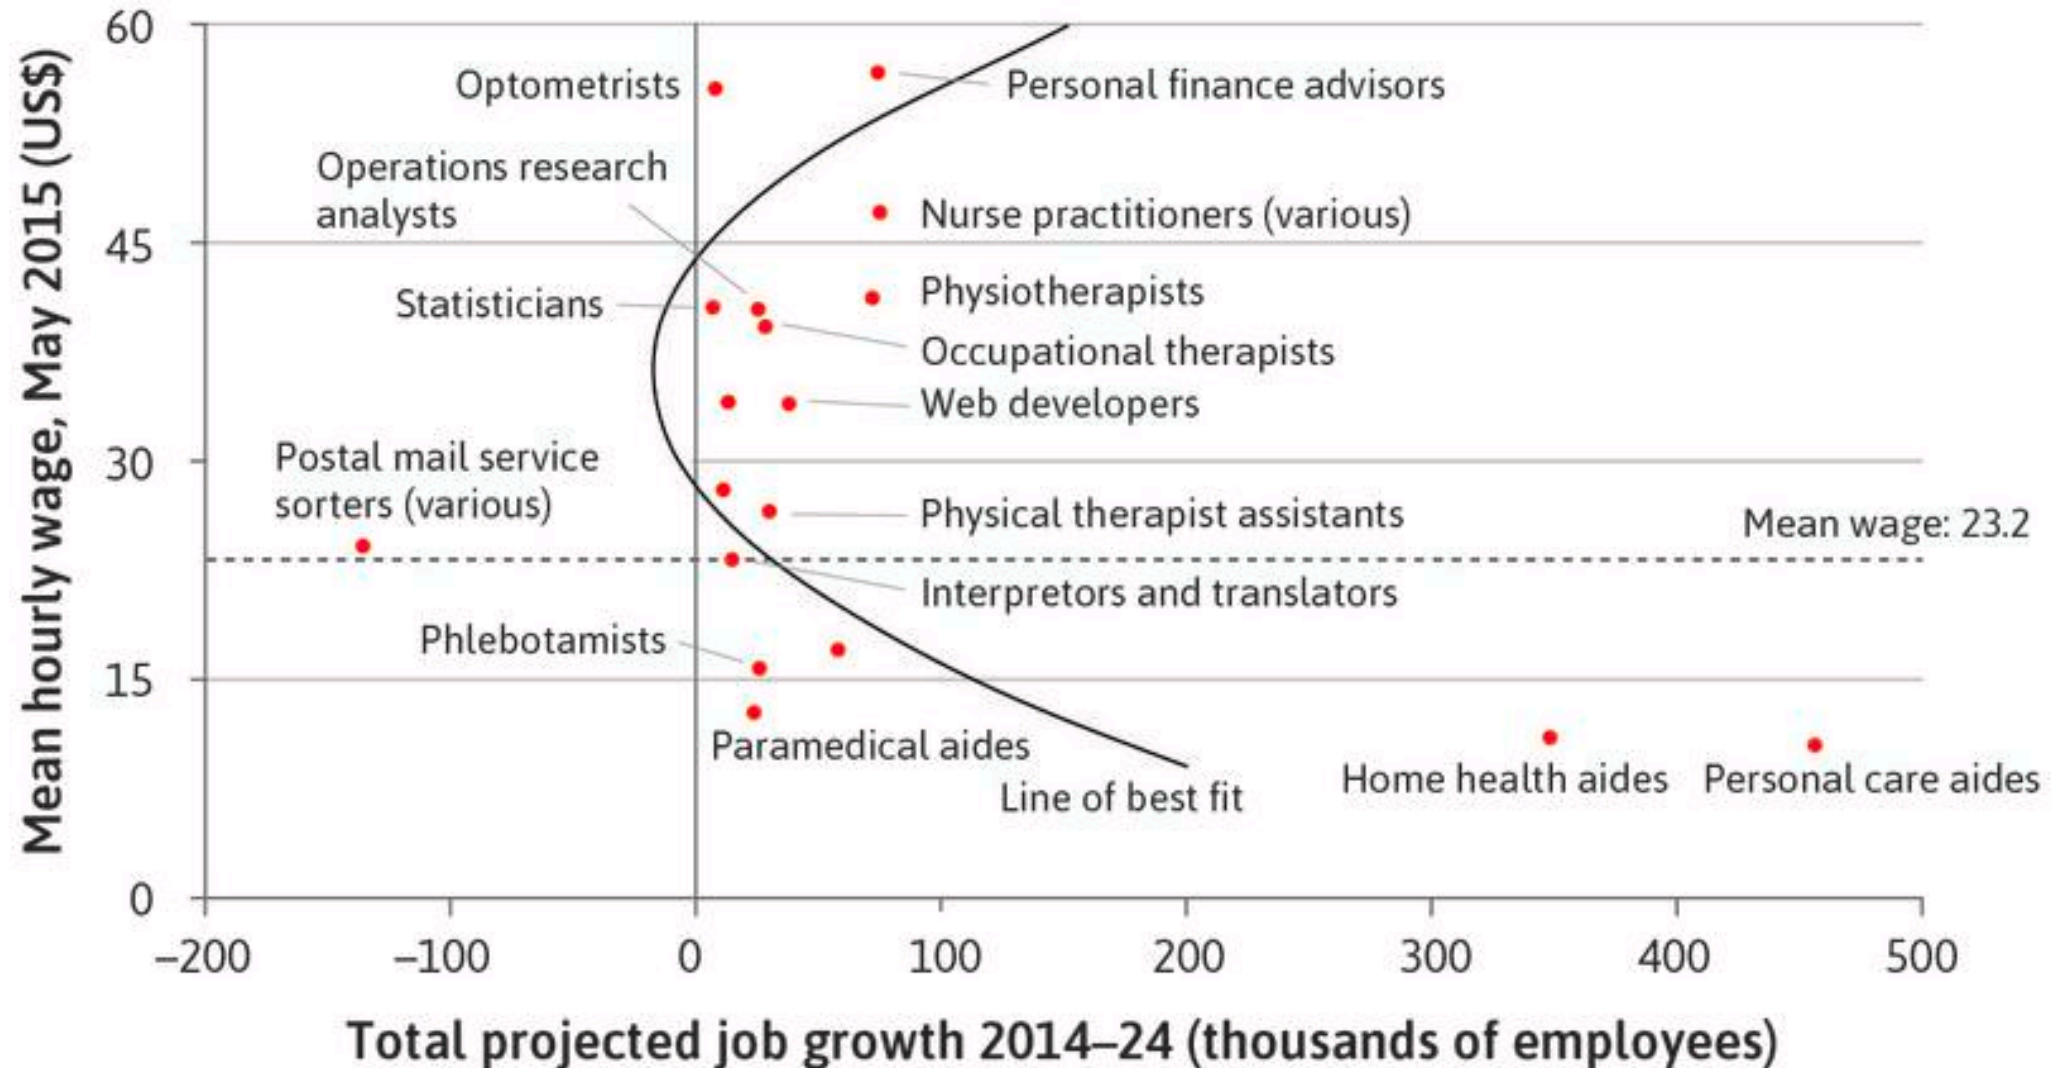 Mean hourly wage, May 2015 (US$)
60
45
30
15
0
Optometrists
Personal finance advisors
Operations research
analysts
Nurse practitioners (various)
Statisticians
Physiotherapists
Occupational therapists
Web developers
Postal mail service
sorters (various)
Physical therapist assistants
Mean wage: 23.2
Interpretors and translators
Phlebotamists
Paramedical aides
Line of best fit
Home health aides
Personal care aides
–200
–100
0
100
200
300
400
500
Total projected job growth 2014–24 (thousands of employees)